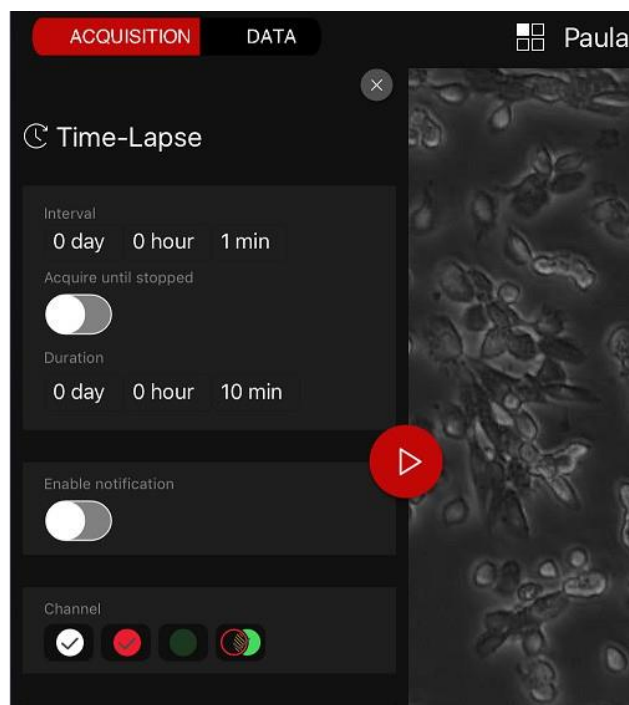 ACQUISITION DATA Paula
Time-Lapse
Interval
0 day 0 hour 1 min
Acquire until stopped
Duration
0 day 0 hour 10 min
Enable notification
Channel